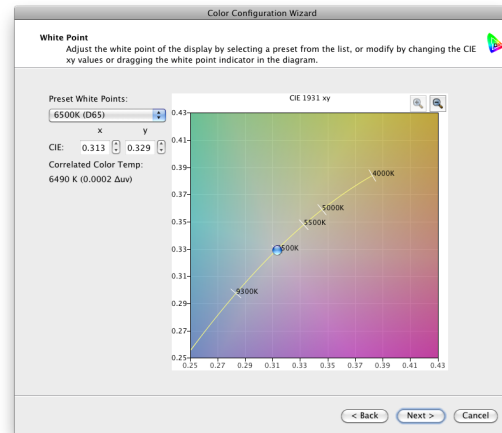 Color Configuration Wizard
White Point
Adjust the white point of the display by selecting a preset from the list, or modify by changing the CIE
xy values or dragging the white point indicator in the diagram.
Preset White Points:
6500K (D65)
x y
CIE: 0.313 0.329
Correlated Color Temp:
6490 K (0.0002 Δuv)
CIE 1931 xy
0.43
0.41
0.39
0.37
0.35
0.33
0.31
0.29
0.27
0.25
4000K
5000K
5500K
500K
9300K
0.25 0.27 0.29 0.31 0.33 0.35 0.37 0.39 0.41 0.43
< Back Next > Cancel